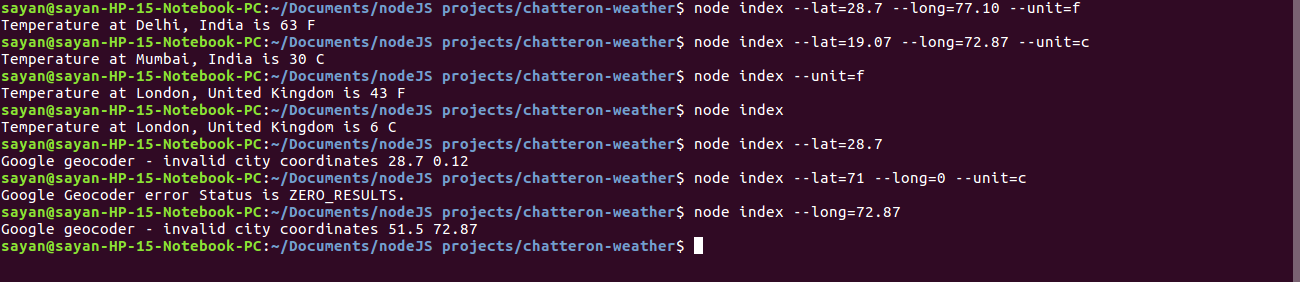 sayan@sayan-HP-15-Notebook-PC:~/Documents/nodeJS projects/chatteron-weather$ node index --lat=28.7 --long=77.10 --unit=f
Temperature at Delhi, India is 63 F
sayan@sayan-HP-15-Notebook-PC:~/Documents/nodeJS projects/chatteron-weather$ node index --lat=19.07 --long=72.87 --unit=c
Temperature at Mumbai, India is 30 C
sayan@sayan-HP-15-Notebook-PC:~/Documents/nodeJS projects/chatteron-weather$ node index --unit=f
Temperature at London, United Kingdom is 43 F
sayan@sayan-HP-15-Notebook-PC:~/Documents/nodeJS projects/chatteron-weather$ node index
Temperature at London, United Kingdom is 6 C
sayan@sayan-HP-15-Notebook-PC:~/Documents/nodeJS projects/chatteron-weather$ node index --lat=28.7
Google geocoder - invalid city coordinates 28.7 0.12
sayan@sayan-HP-15-Notebook-PC:~/Documents/nodeJS projects/chatteron-weather$ node index --lat=71 --long=0 --unit=c
Google Geocoder error Status is ZERO_RESULTS.
sayan@sayan-HP-15-Notebook-PC:~/Documents/nodeJS projects/chatteron-weather$ node index --long=72.87
Google geocoder - invalid city coordinates 51.5 72.87
sayan@sayan-HP-15-Notebook-PC:~/Documents/nodeJS projects/chatteron-weather$